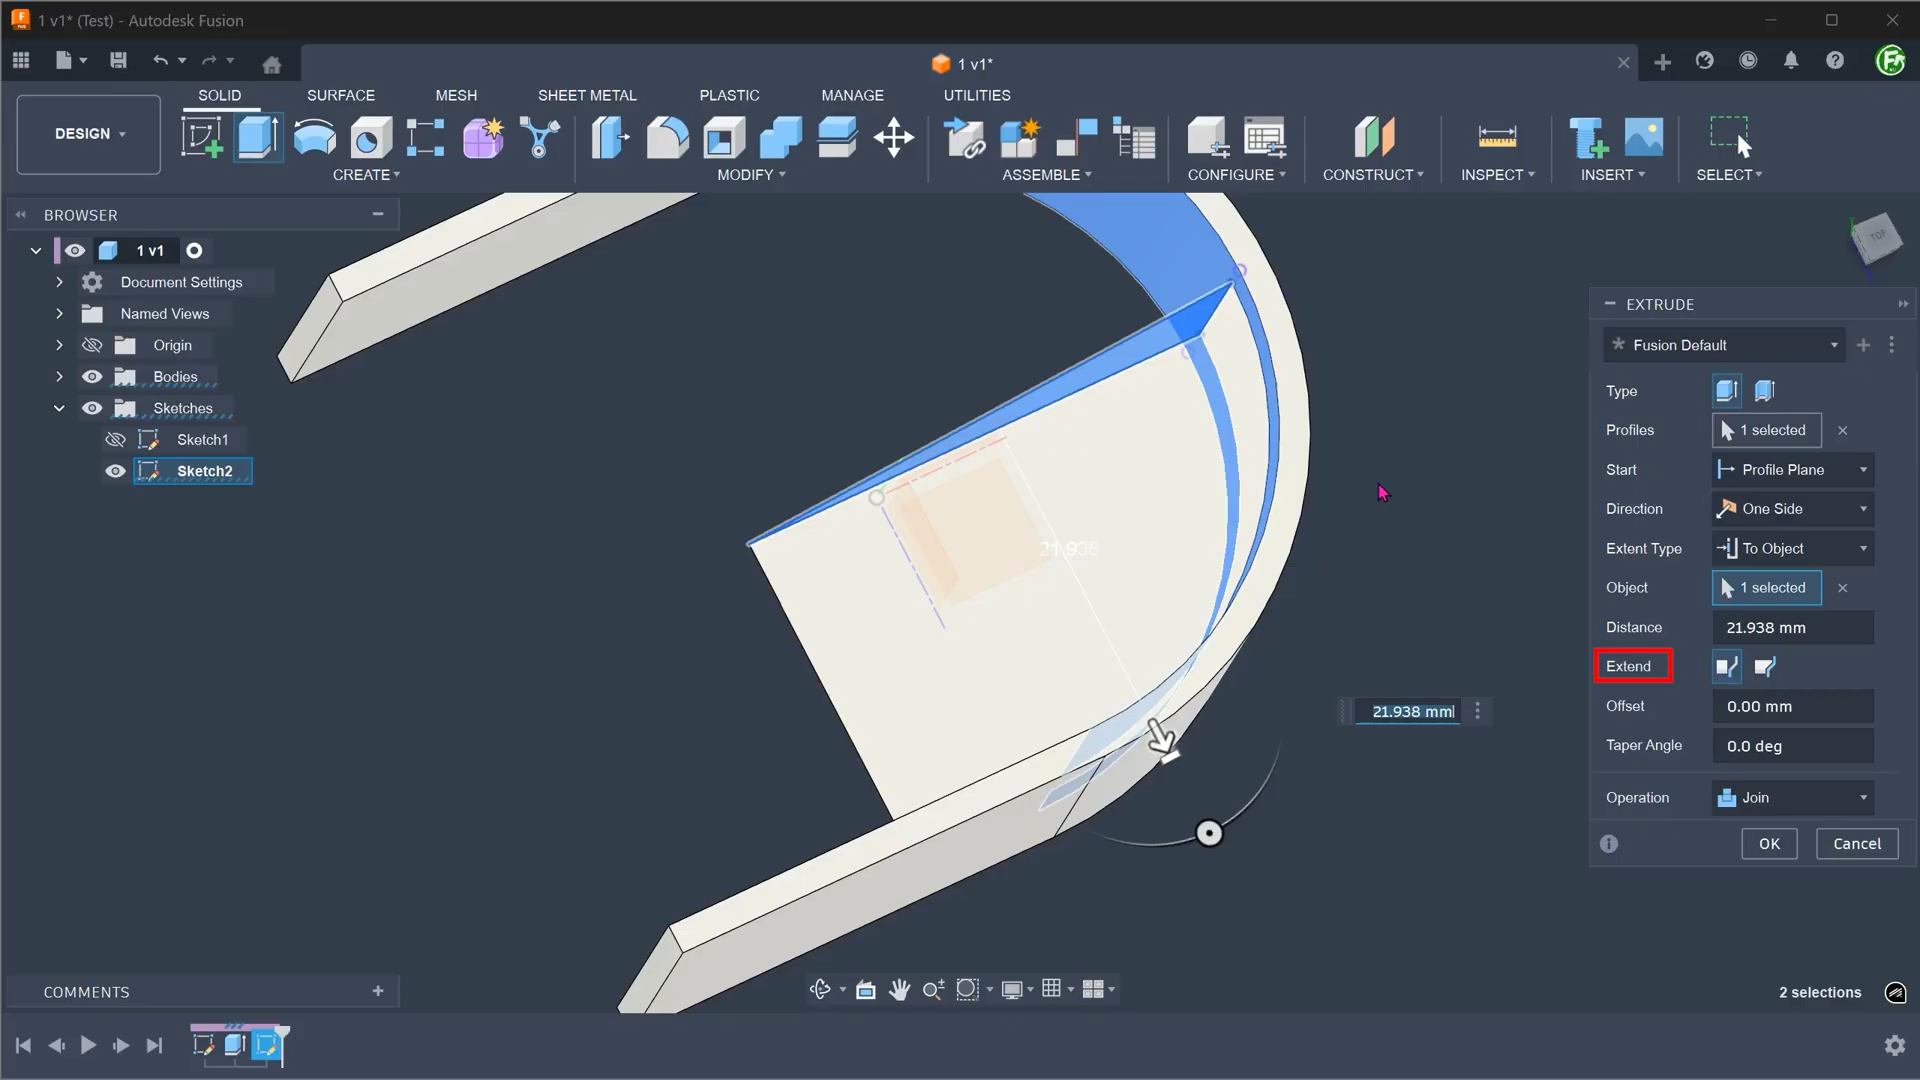 1 v1* (Test) - Autodesk Fusion
1 v1*
DESIGN
SOLID
SURFACE
MESH
SHEET METAL
PLASTIC
MANAGE
UTILITIES
CREATE
MODIFY
ASSEMBLE
CONFIGURE
CONSTRUCT
INSPECT
INSERT
SELECT
BROWSER
1 v1
Document Settings
Named Views
Origin
Bodies
Sketches
Sketch1
Sketch2
TOP
21.938
21.938 mm
EXTRUDE
* Fusion Default
Type
Profiles 1 selected
Start Profile Plane
Direction One Side
Extent Type To Object
Object 1 selected
Distance 21.938 mm
Extend
Offset 0.00 mm
Taper Angle 0.0 deg
Operation Join
OK Cancel
COMMENTS
2 selections